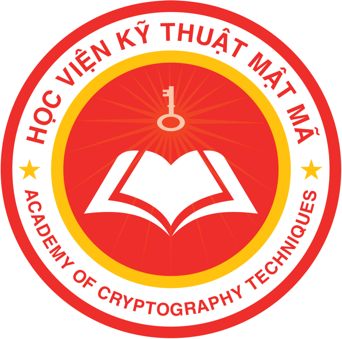 HỌC VIỆN KỸ THUẬT MẬT MÃ
ACADEMY OF CRYPTOGRAPHY TECHNIQUES